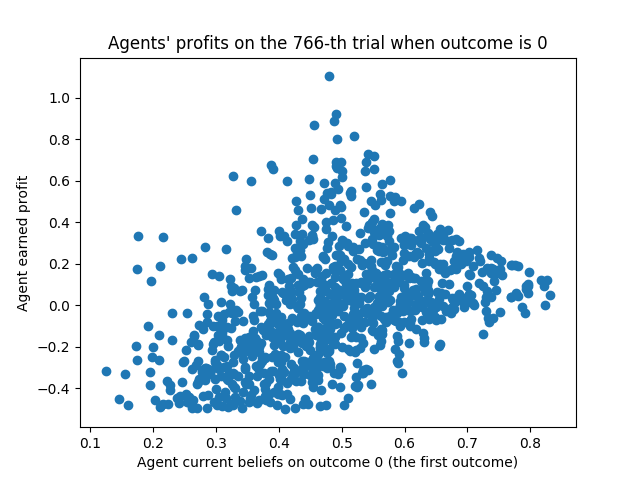 Agents' profits on the 766-th trial when outcome is 0
Agent earned profit
1.0
0.8
0.6
0.4
0.2
0.0
−0.2
−0.4
0.1 0.2 0.3 0.4 0.5 0.6 0.7 0.8
Agent current beliefs on outcome 0 (the first outcome)